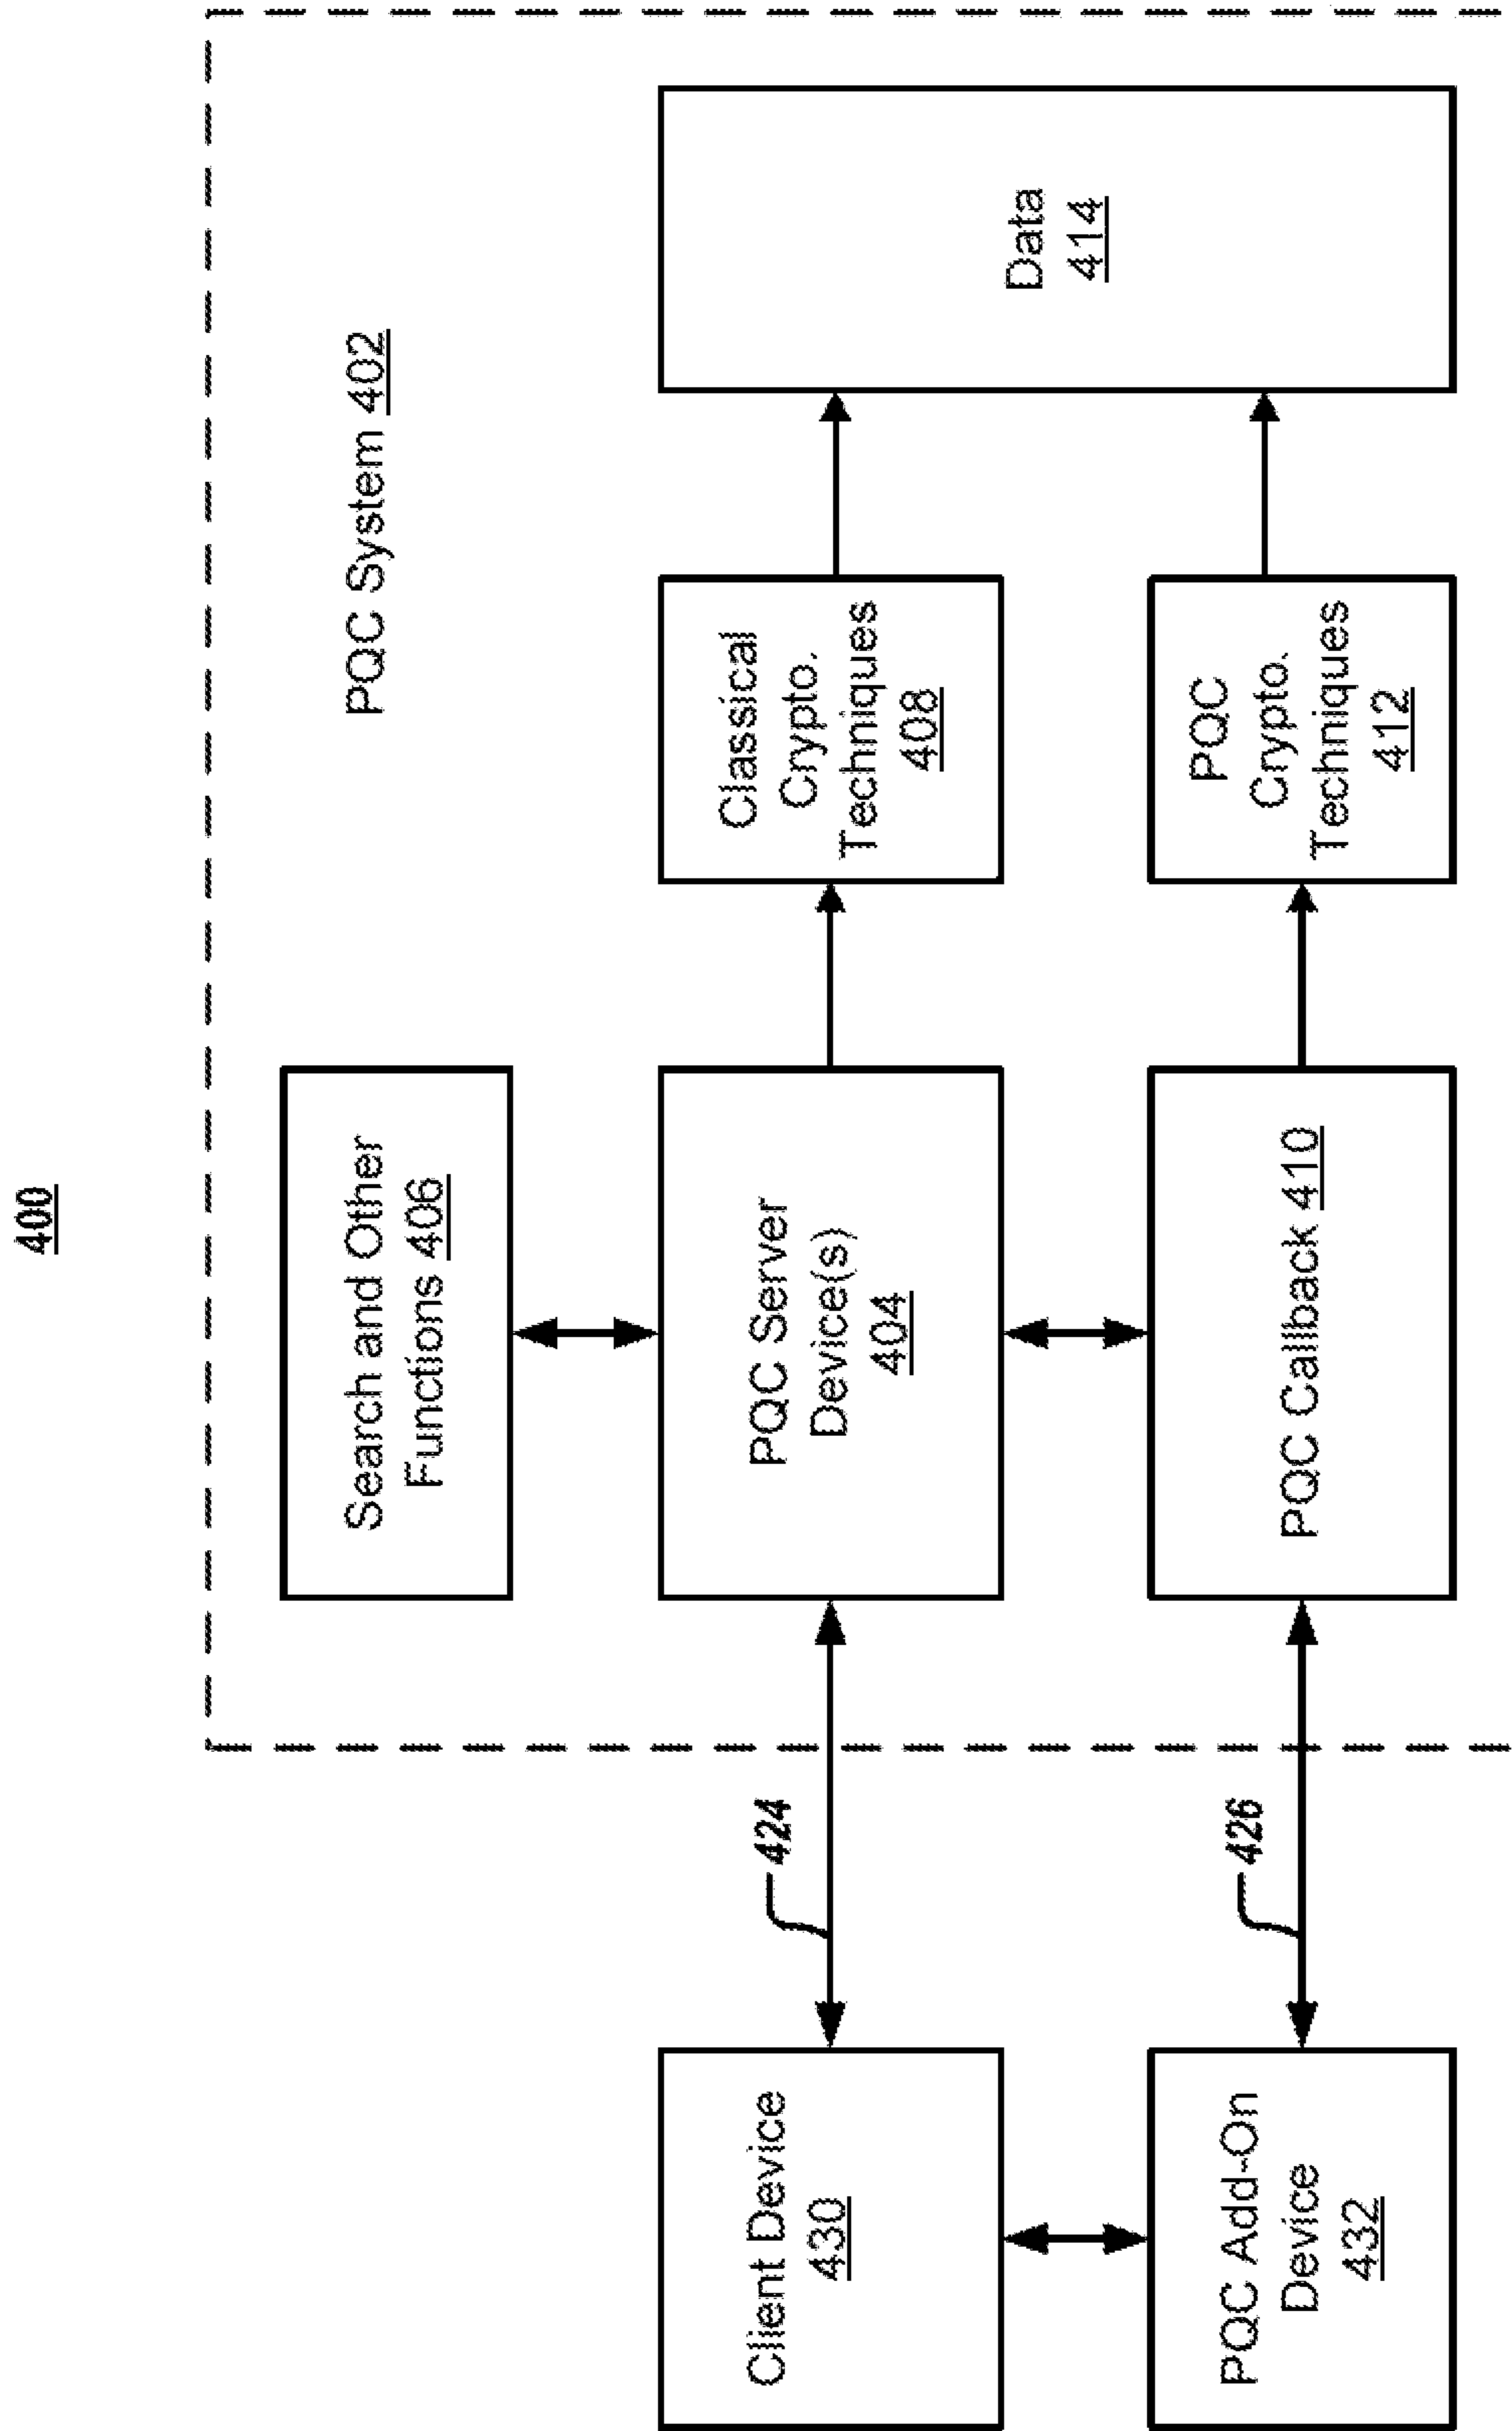 400
PQC System 402
Search and Other
Functions 406
Client Device
430
424
PQC Server
Device(s)
404
Classical
Crypto.
Techniques
408
Data
414
PQC Add-On
Device
432
426
PQC Callback 410
PQC
Crypto.
Techniques
412